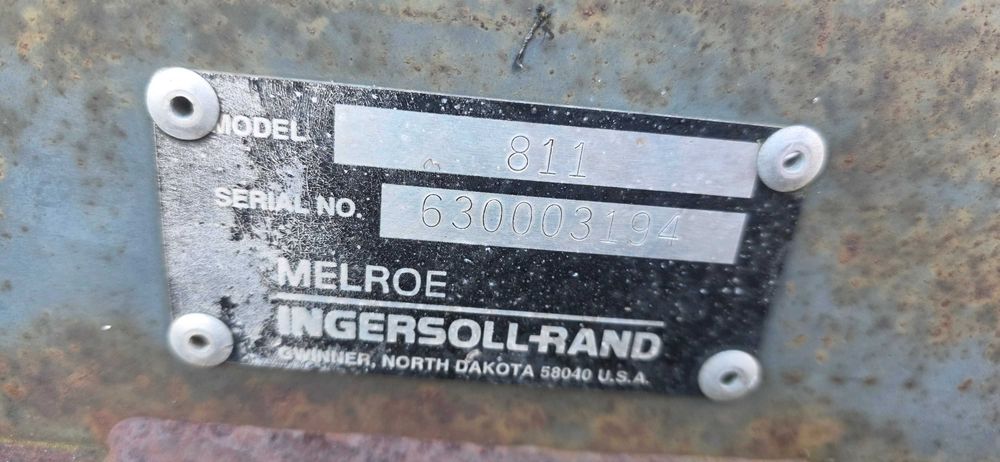 MODEL 811
SERIAL NO. 630003194
MELROE
INGERSOLL-RAND
GWINNER, NORTH DAKOTA 58040 U.S.A.